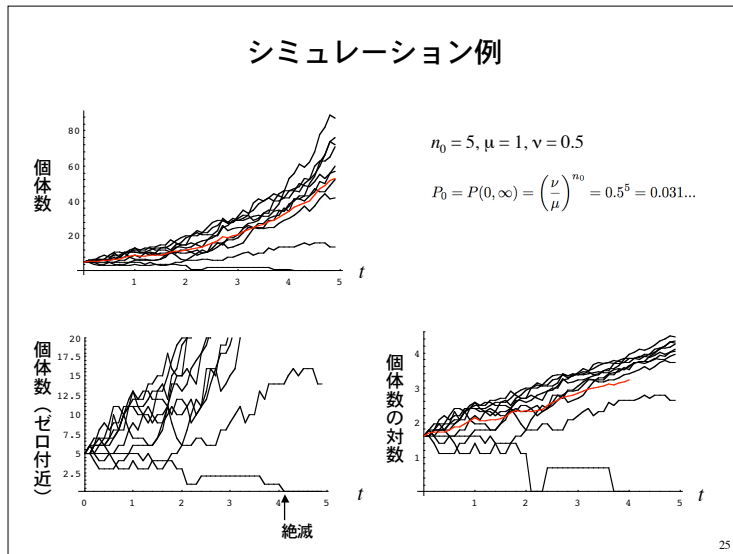 シミュレーション例
個体数
80
60
40
20
1 2 3 4 5 t
n₀ = 5, μ = 1, ν = 0.5
P₀ = P(0, ∞) = (ν/μ)^n₀ = 0.5⁵ = 0.031...
個体数（ゼロ付近）
20
17.5
15
12.5
10
7.5
5
2.5
0 1 2 3 4 5 t
絶滅
個体数の対数
4
3
2
1
1 2 3 4 5 t
25